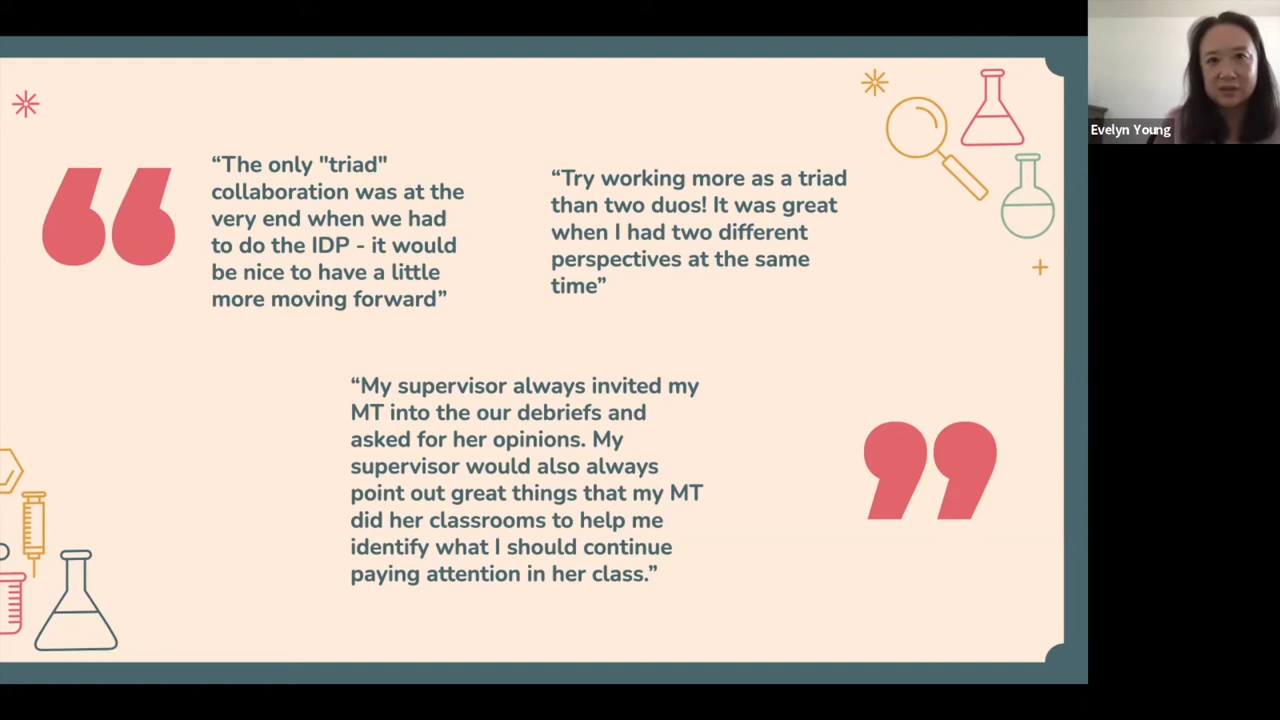 “The only "triad"
collaboration was at the
very end when we had
to do the IDP - it would
be nice to have a little
more moving forward”
“Try working more as a triad
than two duos! It was great
when I had two different
perspectives at the same
time”
“My supervisor always invited my
MT into the our debriefs and
asked for her opinions. My
supervisor would also always
point out great things that my MT
did her classrooms to help me
identify what I should continue
paying attention in her class.”
Evelyn Young